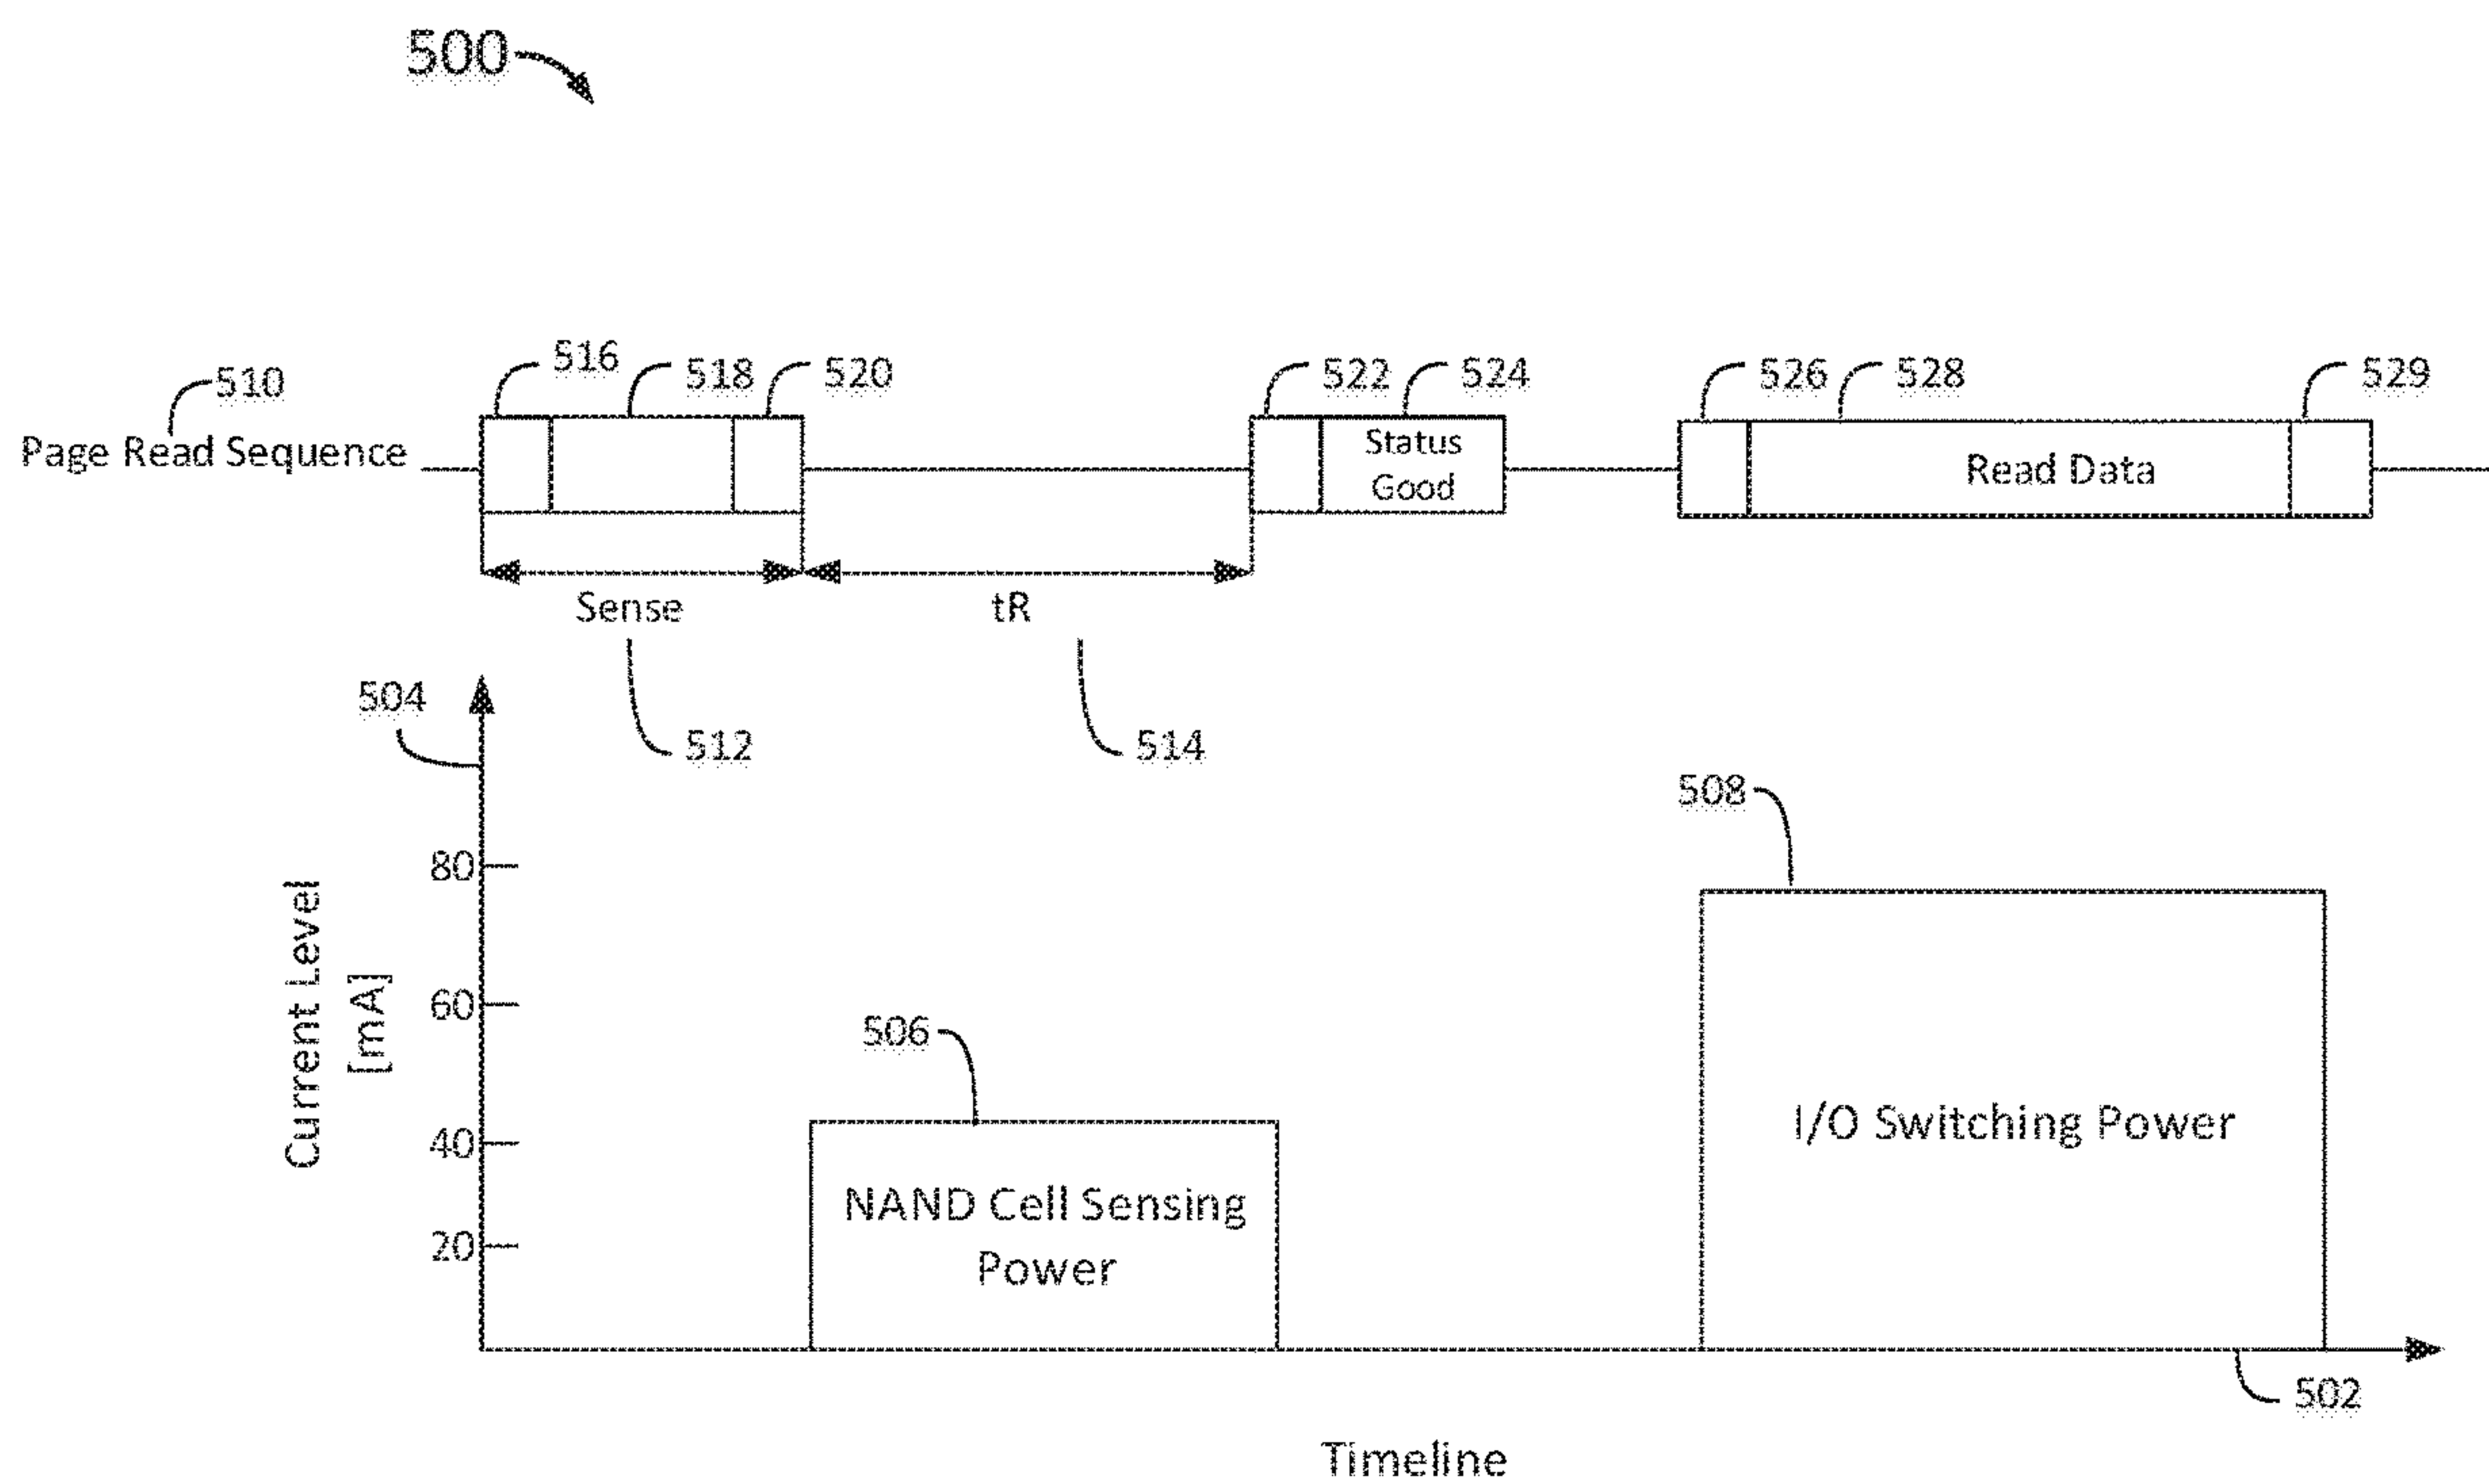 500
510
516
518
520
522
524
526
528
529
Page Read Sequence
Status
Good
Read Data
Sense
tR
504
512
514
508
Current Level
[mA]
80
60
40
20
506
NAND Cell Sensing
Power
I/O Switching Power
502
Timeline